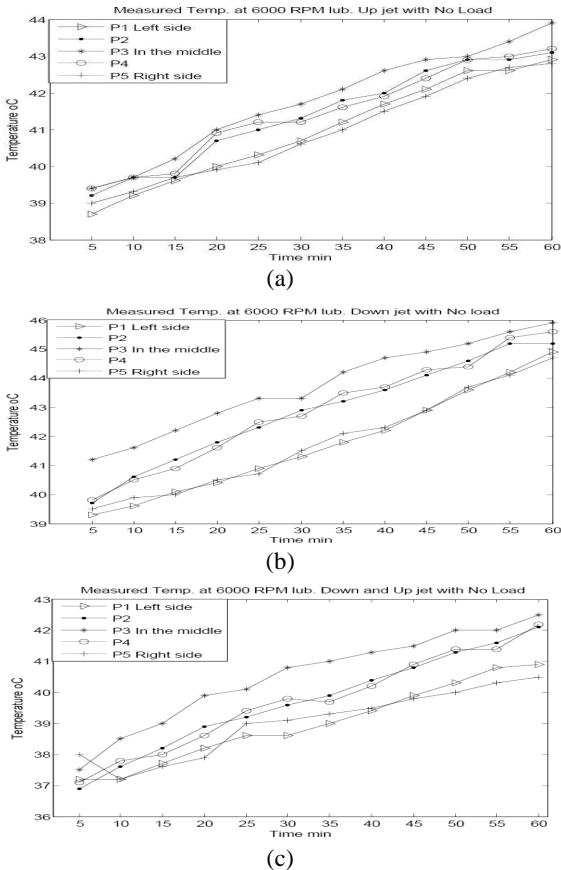 Measured Temp. at 6000 RPM lub. Up jet with No Load
P1 Left side
P2
P3 In the middle
P4
P5 Right side
Temperature oC
44
43
42
41
40
39
38
5 10 15 20 25 30 35 40 45 50 55 60
Time min
(a)
Measured Temp. at 6000 RPM lub. Down jet with No load
P1 Left side
P2
P3 In the middle
P4
P5 Right side
Temperature oC
46
45
44
43
42
41
40
39
5 10 15 20 25 30 35 40 45 50 55 60
Time min
(b)
Measured Temp. at 6000 RPM lub. Down and Up jet with No Load
P1 Left side
P2
P3 In the middle
P4
P5 Right side
Temperature oC
43
42
41
40
39
38
37
36
5 10 15 20 25 30 35 40 45 50 55 60
Time min
(c)